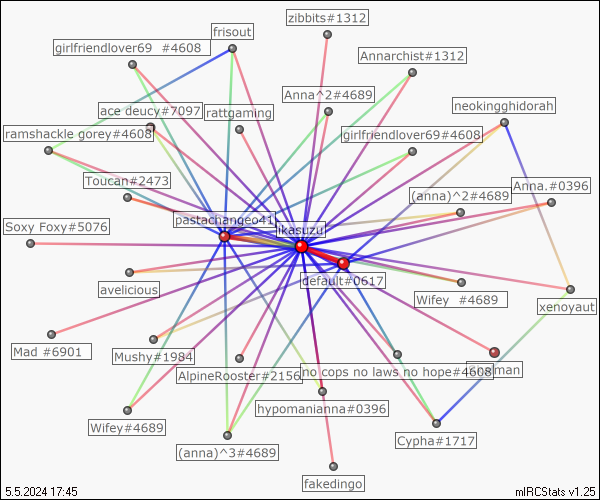 zibbits#1312
frisout
girlfriendlover69 #4608
Annarchist#1312
Anna^2#4689
neokingghidorah
ace deucy#7097
rattgaming
ramshackle gorey#4608
girlfriendlover69#4608
Toucan#2473
(anna)^2#4689
Anna.#0396
pastachangeo41
ikasuzu
Soxy Foxy#5076
default#0617
avelicious
Wifey #4689
xenoyaut
Mad #6901
Mushy#1984
AlpineRooster#2156
no cops no laws no hope#4608
hypomanianna#0396
Wifey#4689
Cypha#1717
(anna)^3#4689
fakedingo
5.5.2024 17:45
mIRCStats v1.25